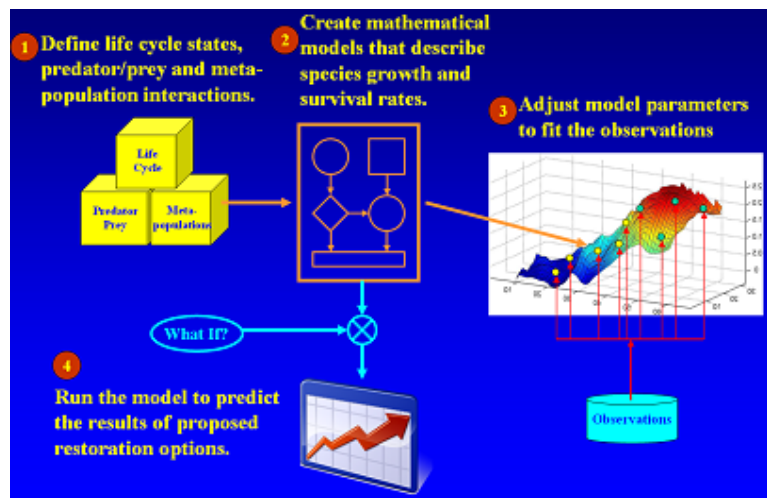 1 Define life cycle states,
predator/prey and meta-
population interactions.
2 Create mathematical
models that describe
species growth and
survival rates.
3 Adjust model parameters
to fit the observations
Life
Cycle
Predator
Prey
Meta-
populations
What If?
4
Run the model to predict
the results of proposed
restoration options.
Observations